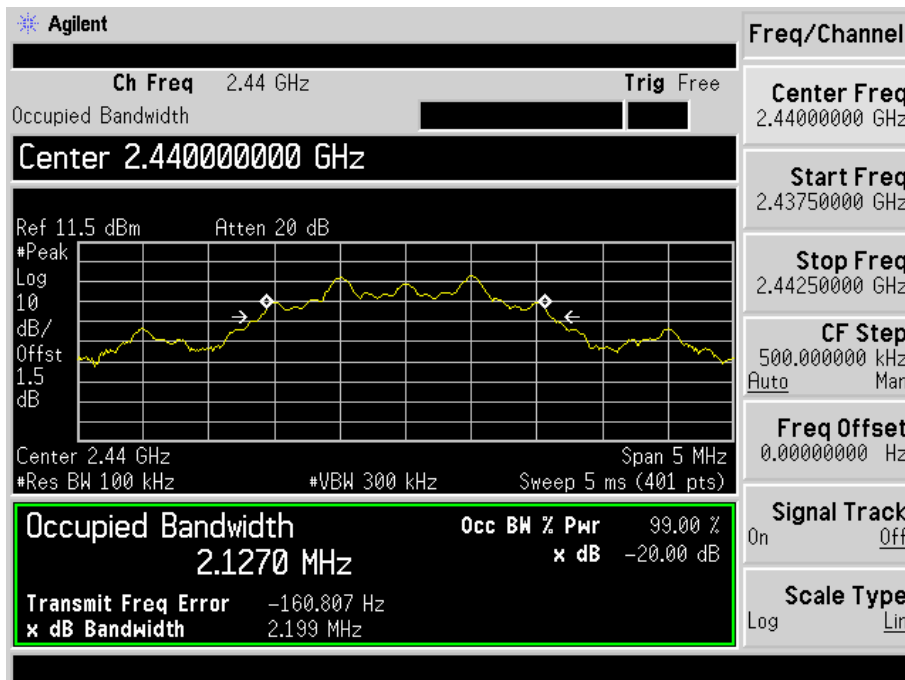 Agilent
Freq/Channel
Ch Freq 2.44 GHz Trig Free
Occupied Bandwidth
Center 2.440000000 GHz
Ref 11.5 dBm Atten 20 dB
#Peak
Log
10
dB/
Offst
1.5
dB
Center 2.44 GHz Span 5 MHz
#Res BW 100 kHz #VBW 300 kHz Sweep 5 ms (401 pts)
Occupied Bandwidth
2.1270 MHz
Occ BW % Pwr 99.00 %
x dB -20.00 dB
Transmit Freq Error -160.807 Hz
x dB Bandwidth 2.199 MHz
Center Freq
2.44000000 GHz
Start Freq
2.43750000 GHz
Stop Freq
2.44250000 GHz
CF Step
500.000000 kHz
Auto Man
Freq Offset
0.00000000 Hz
Signal Track
On Off
Scale Type
Log Lin